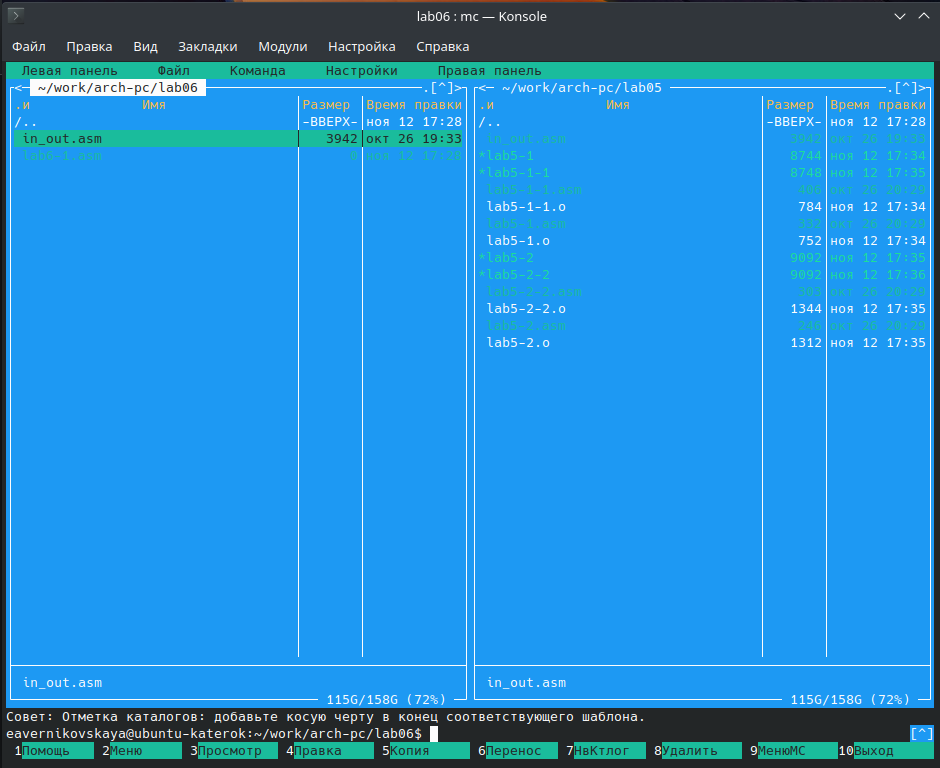 lab06 : mc — Konsole
Файл Правка Вид Закладки Модули Настройка Справка
Левая панель Файл Команда Настройки Правая панель
<─ ~/work/arch-pc/lab06 .[^]> <─ ~/work/arch-pc/lab05 .[^]>
.и Имя Размер Время правки .и Имя Размер Время правки
/.. -ВВЕРХ- ноя 12 17:28 /.. -ВВЕРХ- ноя 12 17:28
in_out.asm 3942 окт 26 19:33 in_out.asm 3942 окт 26 19:33
lab6-1.asm 0 ноя 12 17:28 *lab5-1 8744 ноя 12 17:34
*lab5-1-1 8748 ноя 12 17:35
lab5-1-1.asm 406 окт 26 20:29
lab5-1-1.o 784 ноя 12 17:34
lab5-1.asm 332 окт 26 20:29
lab5-1.o 752 ноя 12 17:34
*lab5-2 9092 ноя 12 17:35
*lab5-2-2 9092 ноя 12 17:36
lab5-2-2.asm 303 окт 26 20:29
lab5-2-2.o 1344 ноя 12 17:35
lab5-2.asm 246 окт 26 20:29
lab5-2.o 1312 ноя 12 17:35
in_out.asm in_out.asm
115G/158G (72%) 115G/158G (72%)
Совет: Отметка каталогов: добавьте косую черту в конец соответствующего шаблона.
eavernikovskaya@ubuntu-katerok:~/work/arch-pc/lab06$ [^]
1Помощь 2Меню 3Просмотр 4Правка 5Копия 6Перенос 7НвКтлог 8Удалить 9МенюМС 10Выход